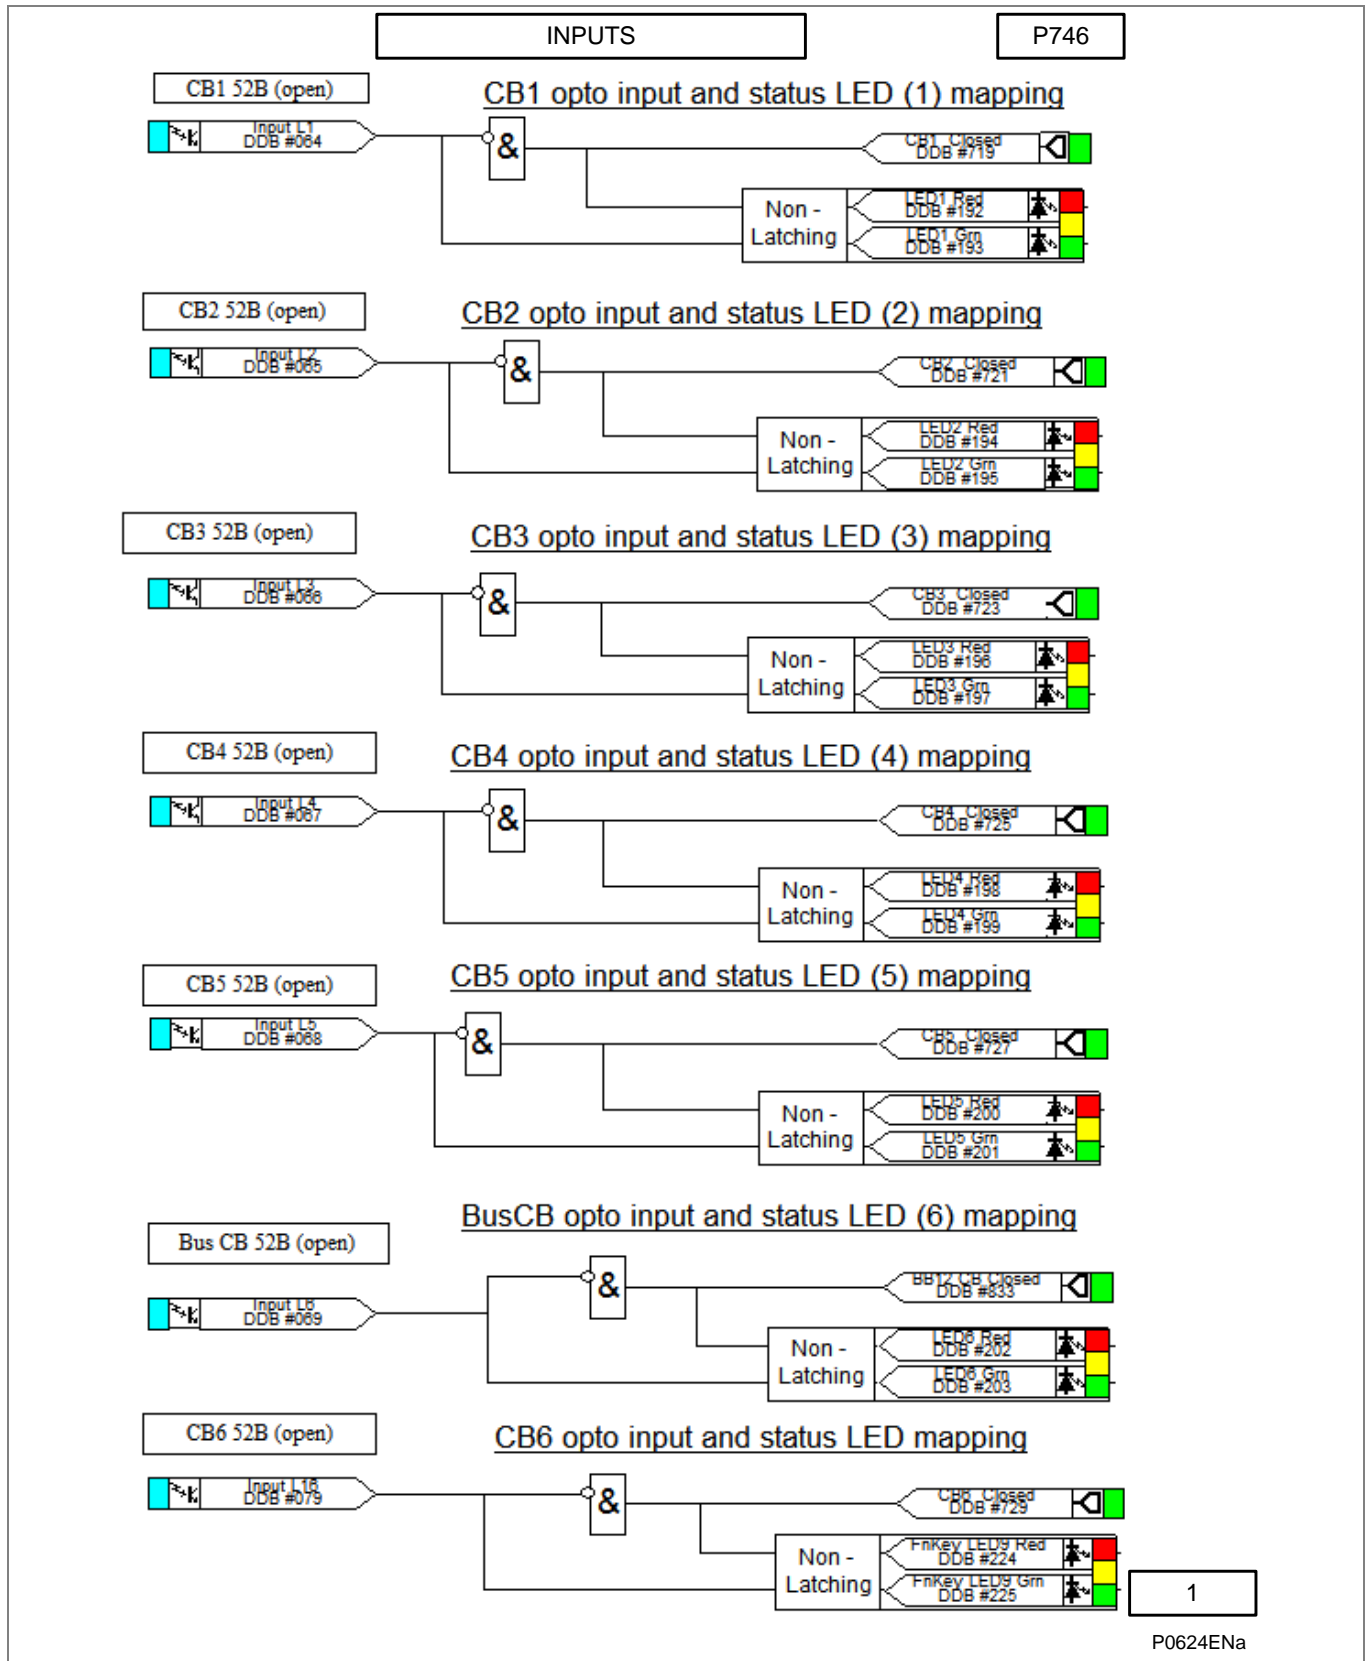 INPUTS
P746
CB1 52B (open)
CB1 opto input and status LED (1) mapping
Input L1
DDB #064
&
CB1 Closed
DDB #719
Non -
Latching
LED1 Red
DDB #192
LED1 Grn
DDB #193
CB2 52B (open)
CB2 opto input and status LED (2) mapping
Input L2
DDB #065
&
CB2 Closed
DDB #721
Non -
Latching
LED2 Red
DDB #194
LED2 Grn
DDB #195
CB3 52B (open)
CB3 opto input and status LED (3) mapping
Input L3
DDB #066
&
CB3 Closed
DDB #723
Non -
Latching
LED3 Red
DDB #196
LED3 Grn
DDB #197
CB4 52B (open)
CB4 opto input and status LED (4) mapping
Input L4
DDB #067
&
CB4 Closed
DDB #725
Non -
Latching
LED4 Red
DDB #198
LED4 Grn
DDB #199
CB5 52B (open)
CB5 opto input and status LED (5) mapping
Input L5
DDB #068
&
CB5 Closed
DDB #727
Non -
Latching
LED5 Red
DDB #200
LED5 Grn
DDB #201
BusCB opto input and status LED (6) mapping
Bus CB 52B (open)
Input L6
DDB #069
&
BB12 CB Closed
DDB #833
Non -
Latching
LED6 Red
DDB #202
LED6 Grn
DDB #203
CB6 52B (open)
CB6 opto input and status LED mapping
Input L16
DDB #079
&
CB6 Closed
DDB #729
Non -
Latching
FnKey LED9 Red
DDB #224
FnKey LED9 Grn
DDB #225
1
P0624ENa